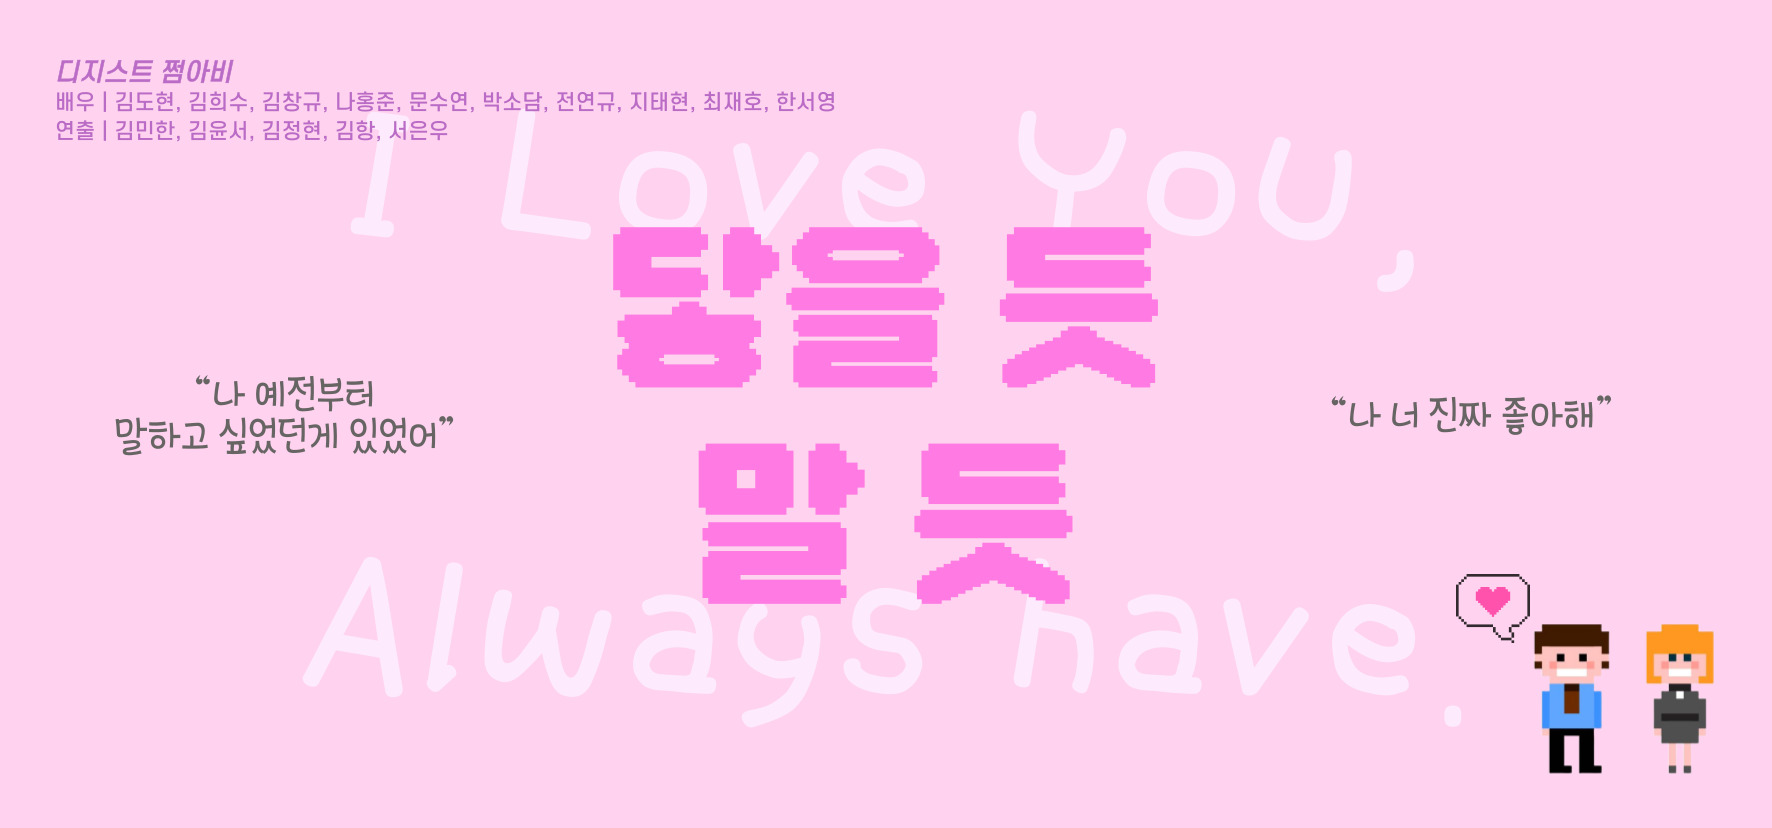 디지스트 쩜아비
배우 | 김도현, 김희수, 김창규, 나홍준, 문수연, 박소담, 전연규, 지태현, 최재호, 한서영
연출 | 김민한, 김윤서, 김정현, 김항, 서은우
I Love You,
닿을 듯
“나 예전부터
말하고 싶었던게 있었어”
“나 너 진짜 좋아해”
말 듯
Always have.